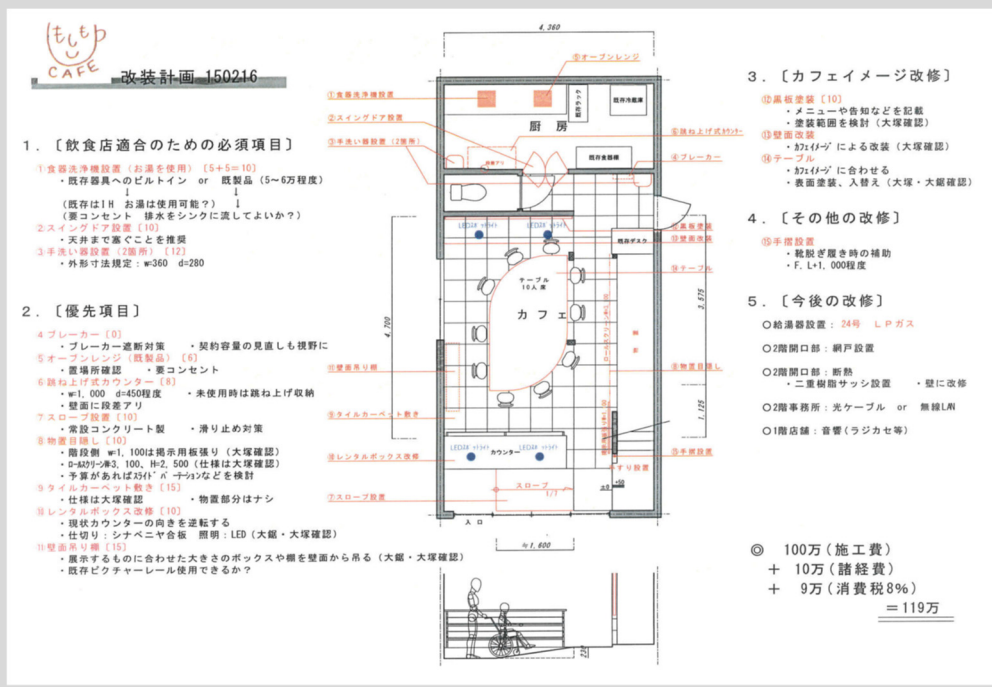 もしもし
CAFE
改装計画 150216
1．〔飲食店適合のための必須項目〕
①食器洗浄機設置（お湯を使用）［5+5=10］
・既存器具へのビルトイン or 既製品（5～6万程度）
↓ ↓
（既存はIH お湯は使用可能？） ↓
（要コンセント 排水をシンクに流してよいか？）
②スイングドア設置［10］
・天井まで塞ぐことを推奨
③手洗い器設置（2箇所）［12］
・外形寸法規定：w=360 d=280
2．〔優先項目〕
4 ブレーカー［0］
・ブレーカー遮断対策 ・契約容量の見直しも視野に
5 オーブンレンジ（既製品）［6］
・置場所確認 ・要コンセント
6 跳ね上げ式カウンター［8］
・w=1,000 d=450程度 ・未使用時は跳ね上げ収納
・壁面に段差アリ
7 スロープ設置［10］
・常設コンクリート製 ・滑り止め対策
8 物置目隠し［10］
・階段側 w=1,100は掲示用板張り（大塚確認）
・ﾛｰﾙｽｸﾘｰﾝW=3,100、H=2,500（仕様は大塚確認）
・予算があればｽﾗｲﾄﾞﾊﾟｰﾃｰｼｮﾝなどを検討
9 タイルカーペット敷き［15］
・仕様は大塚確認 ・物置部分はナシ
⑩レンタルボックス改修［10］
・現状カウンターの向きを逆転する
・仕切り：シナベニヤ合板 照明：LED（大鋸・大塚確認）
⑪壁面吊り棚［15］
・展示するものに合わせた大きさのボックスや棚を壁面から吊る（大鋸・大塚確認）
・既存ピクチャーレール使用できるか？
4,360
⑤オーブンレンジ
①食器洗浄機設置
②スイングドア設置
③手洗い器設置（2箇所）
既存ラック
既存冷蔵庫
厨房
⑥跳ね上げ式ｶｳﾝﾀｰ
既存食器棚
④ブレーカー
⑫黒板塗装
⑬壁面改装
既存デスク
⑭テーブル
テーブル
10人席
カフェ
4,700
3,575
物置
⑪壁面吊り棚
⑧物置目隠し
⑨タイルカーペット敷き
1,125
カウンター
⑩レンタルボックス改修
⑮手摺設置
手すり設置
スロープ
1/7
⑦スロープ設置
±0
+50
入口
≒1,600
230
3．〔カフェイメージ改修〕
⑫黒板塗装［10］
・メニューや告知などを記載
・塗装範囲を検討（大塚確認）
⑬壁面改装
・ｶﾌｪｲﾒｰｼﾞによる改装（大塚確認）
⑭テーブル
・ｶﾌｪｲﾒｰｼﾞに合わせる
・表面塗装、入替え（大塚・大鋸確認）
4．〔その他の改修〕
⑮手摺設置
・靴脱ぎ履き時の補助
・F.L+1,000程度
5．〔今後の改修〕
○給湯器設置：24号 LPガス
○2階開口部：網戸設置
○2階開口部：断熱
・二重樹脂サッシ設置 ・壁に改修
○2階事務所：光ケーブル or 無線LAN
○1階店舗：音響（ラジカセ等）
◎ 100万（施工費）
＋ 10万（諸経費）
＋ 9万（消費税8%）
＝119万